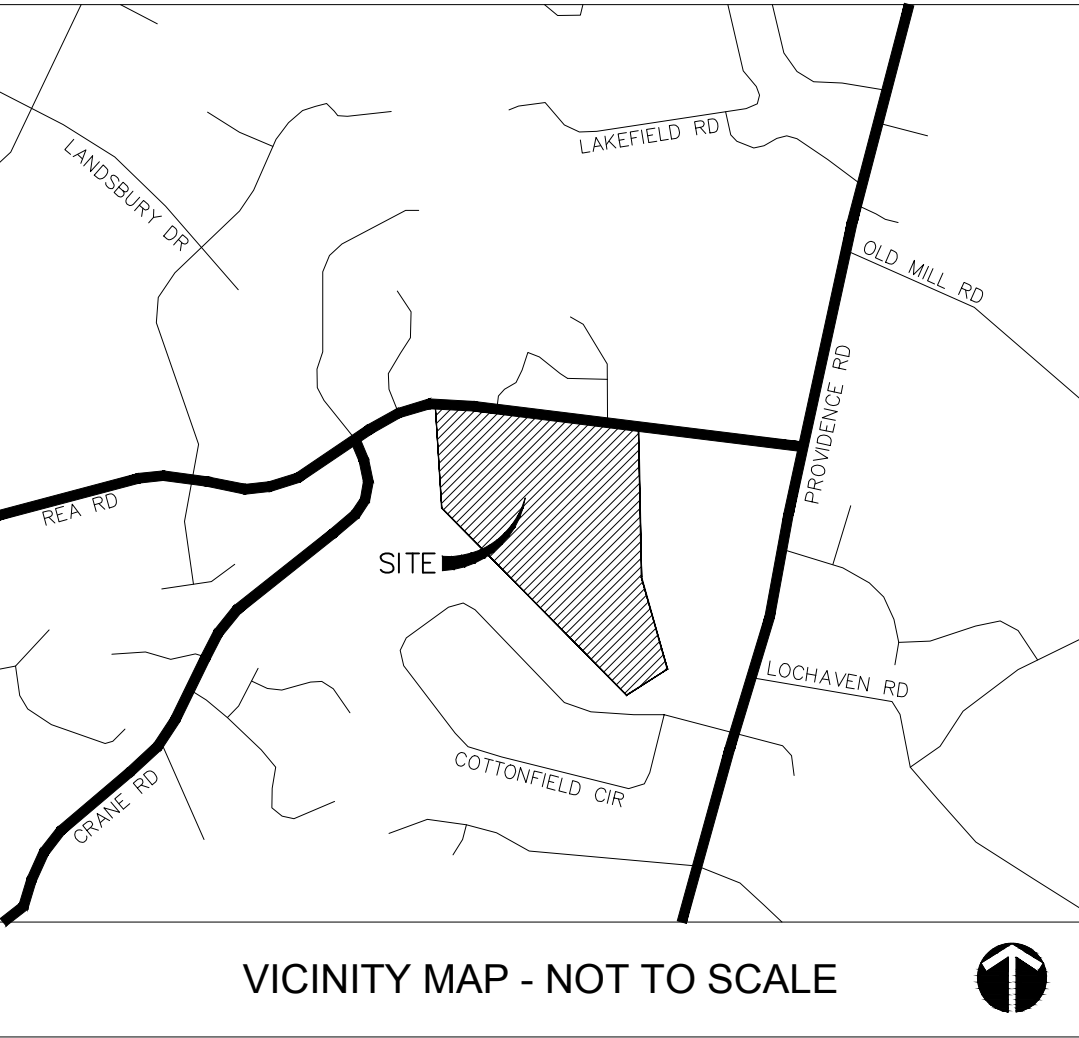 LAKEFIELD RD
LANDSBURY DR
OLD MILL RD
PROVIDENCE RD
REA RD
SITE
LOCHAVEN RD
COTTONFIELD CIR
CRANE RD
VICINITY MAP - NOT TO SCALE